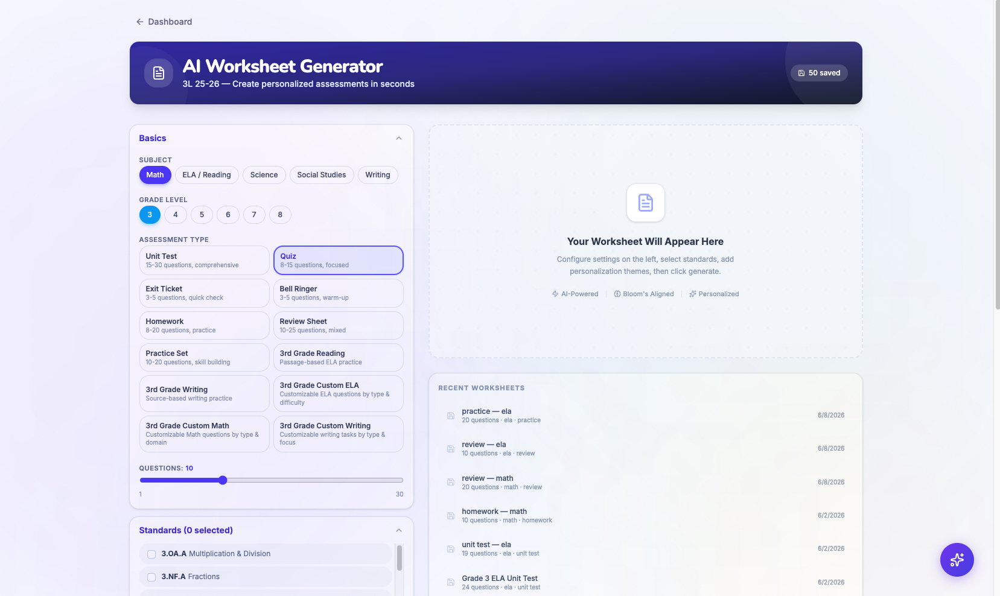 Dashboard
AI Worksheet Generator
3L 25-26 — Create personalized assessments in seconds
50 saved
Basics
SUBJECT
Math
ELA / Reading
Science
Social Studies
Writing
GRADE LEVEL
3
4
5
6
7
8
ASSESSMENT TYPE
Unit Test
15-30 questions, comprehensive
Quiz
8-15 questions, focused
Exit Ticket
3-5 questions, quick check
Bell Ringer
3-5 questions, warm-up
Homework
8-20 questions, practice
Review Sheet
10-25 questions, mixed
Practice Set
10-20 questions, skill building
3rd Grade Reading
Passage-based ELA practice
3rd Grade Writing
Source-based writing practice
3rd Grade Custom ELA
Customizable ELA questions by type &
difficulty
3rd Grade Custom Math
Customizable Math questions by type &
domain
3rd Grade Custom Writing
Customizable writing tasks by type &
focus
QUESTIONS: 10
1
30
Standards (0 selected)
3.OA.A Multiplication & Division
3.NF.A Fractions
Your Worksheet Will Appear Here
Configure settings on the left, select standards, add
personalization themes, then click generate.
AI-Powered
Bloom's Aligned
Personalized
RECENT WORKSHEETS
practice — ela
20 questions · ela · practice
6/8/2026
review — ela
10 questions · ela · review
6/8/2026
review — math
20 questions · math · review
6/8/2026
homework — math
10 questions · math · homework
6/2/2026
unit test — ela
19 questions · ela · unit test
6/2/2026
Grade 3 ELA Unit Test
24 questions · ela · unit test
6/2/2026